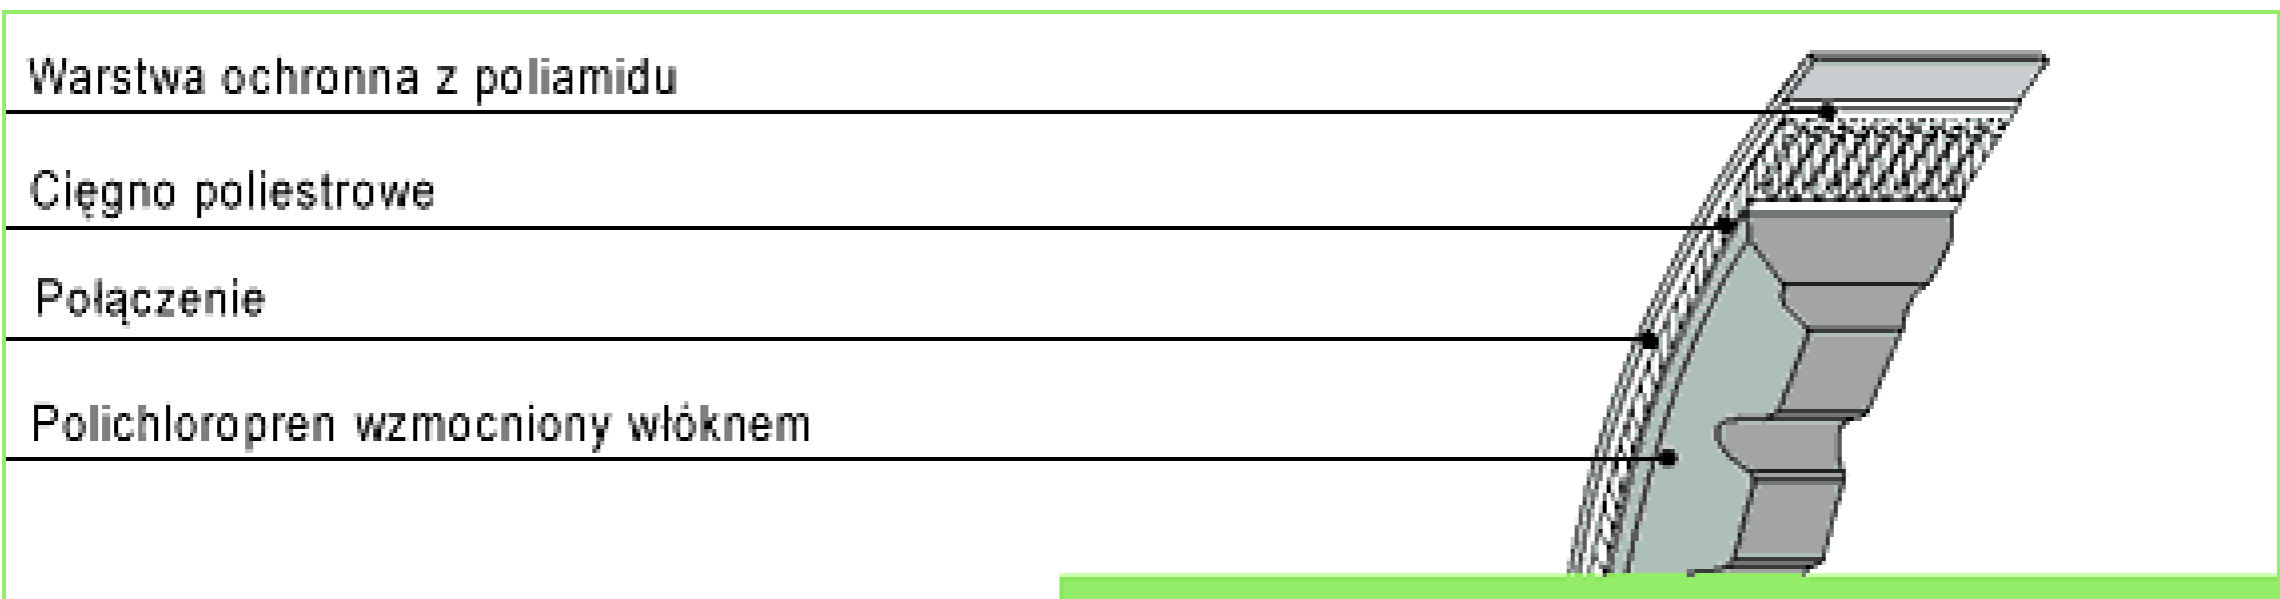 Warstwa ochronna z poliamidu
Cięgno poliestrowe
Połączenie
Polichloropren wzmocniony włóknem